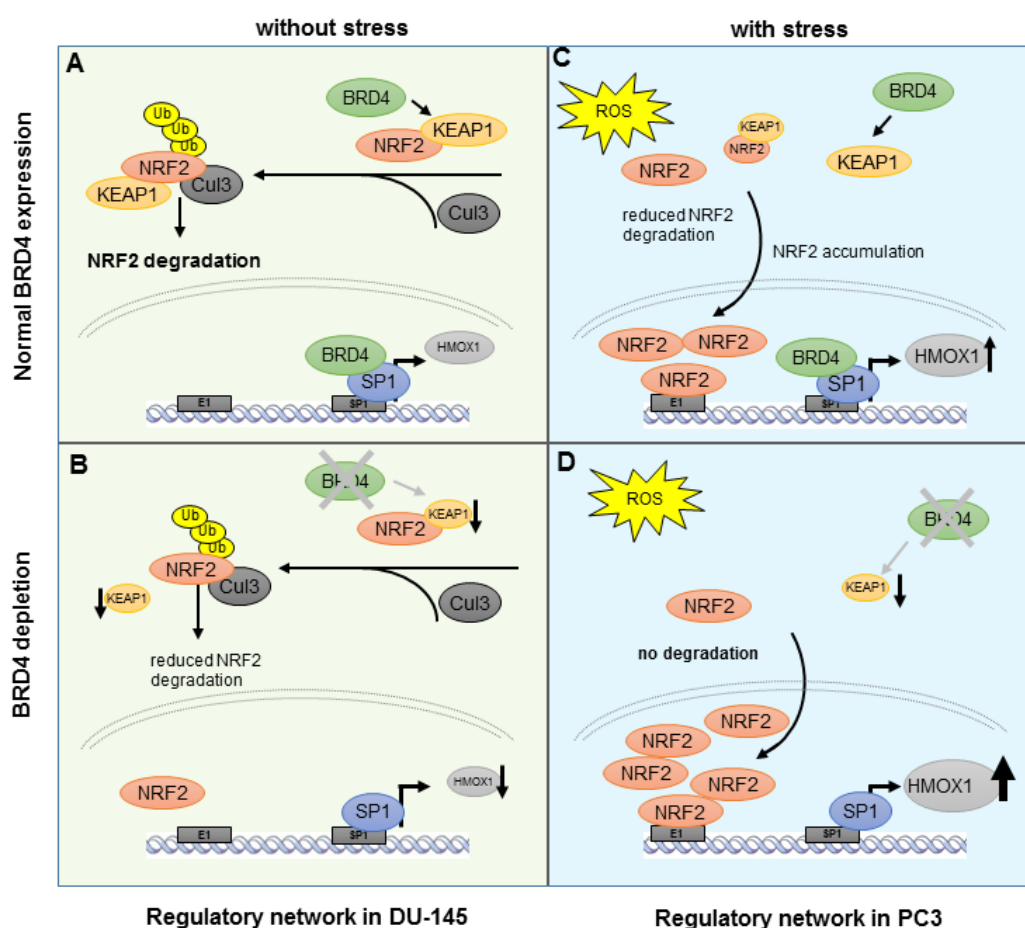 without stress
with stress
Normal BRD4 expression
BRD4 depletion
A
Ub
Ub
Ub
NRF2
KEAP1
Cul3
BRD4
KEAP1
NRF2
Cul3
NRF2 degradation
BRD4
SP1
HMOX1
E1
SP1
C
ROS
BRD4
KEAP1
NRF2
NRF2
KEAP1
reduced NRF2
degradation
NRF2 accumulation
NRF2
NRF2
NRF2
BRD4
SP1
HMOX1
E1
SP1
B
BRD4
KEAP1
NRF2
Ub
Ub
Ub
NRF2
Cul3
KEAP1
Cul3
reduced NRF2
degradation
NRF2
SP1
HMOX1
E1
SP1
D
ROS
BRD4
KEAP1
NRF2
no degradation
NRF2
NRF2
NRF2
NRF2
NRF2
SP1
HMOX1
E1
SP1
Regulatory network in DU-145
Regulatory network in PC3